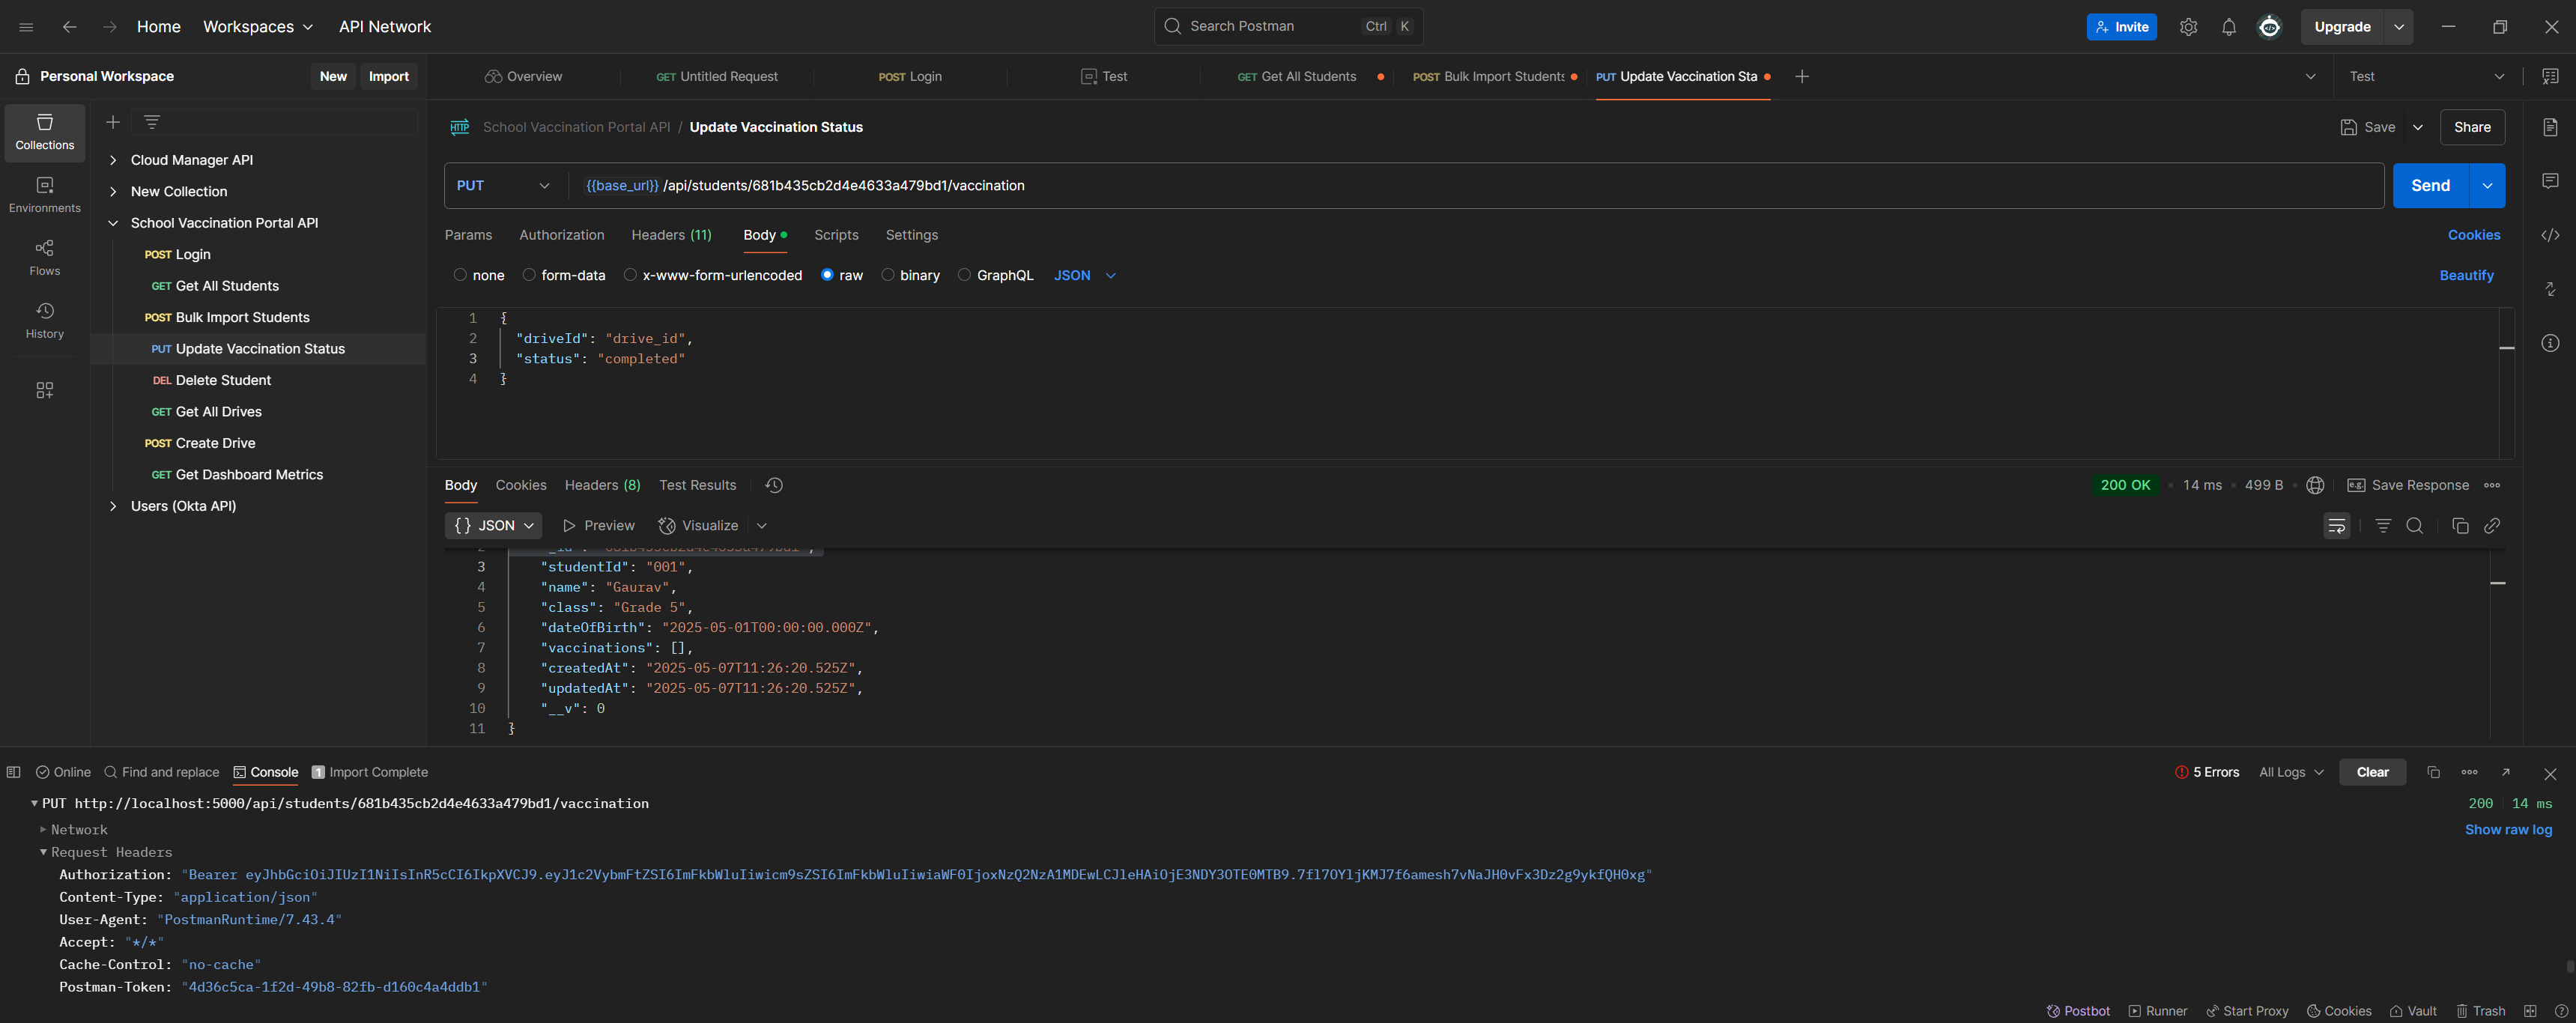 Home Workspaces API Network Search Postman Ctrl K Invite Upgrade
Personal Workspace New Import Overview GET Untitled Request POST Login Test GET Get All Students POST Bulk Import Students PUT Update Vaccination Sta Test
Collections
Environments
Flows
History
Cloud Manager API
New Collection
School Vaccination Portal API
POST Login
GET Get All Students
POST Bulk Import Students
PUT Update Vaccination Status
DEL Delete Student
GET Get All Drives
POST Create Drive
GET Get Dashboard Metrics
Users (Okta API)
HTTP School Vaccination Portal API / Update Vaccination Status Save Share
PUT {{base_url}} /api/students/681b435cb2d4e4633a479bd1/vaccination Send
Params Authorization Headers (11) Body Scripts Settings Cookies
none form-data x-www-form-urlencoded raw binary GraphQL JSON Beautify
1 {
2 "driveId": "drive_id",
3 "status": "completed"
4 }
Body Cookies Headers (8) Test Results 200 OK 14 ms 499 B e.g. Save Response
{} JSON Preview Visualize
3 "studentId": "001",
4 "name": "Gaurav",
5 "class": "Grade 5",
6 "dateOfBirth": "2025-05-01T00:00:00.000Z",
7 "vaccinations": [],
8 "createdAt": "2025-05-07T11:26:20.525Z",
9 "updatedAt": "2025-05-07T11:26:20.525Z",
10 "__v": 0
11 }
Online Find and replace Console 1 Import Complete 5 Errors All Logs Clear
PUT http://localhost:5000/api/students/681b435cb2d4e4633a479bd1/vaccination 200 14 ms
Network Show raw log
Request Headers
Authorization: "Bearer eyJhbGciOiJIUzI1NiIsInR5cCI6IkpXVCJ9.eyJ1c2VybmFtZSI6ImFkbWluIiwicm9sZSI6ImFkbWluIiwiaWF0IjoxNzQ2NzA1MDEwLCJleHAiOjE3NDY3OTE0MTB9.7fl7OYljKMJ7f6amesh7vNaJH0vFx3Dz2g9ykfQH0xg"
Content-Type: "application/json"
User-Agent: "PostmanRuntime/7.43.4"
Accept: "*/*"
Cache-Control: "no-cache"
Postman-Token: "4d36c5ca-1f2d-49b8-82fb-d160c4a4ddb1"
Postbot Runner Start Proxy Cookies Vault Trash